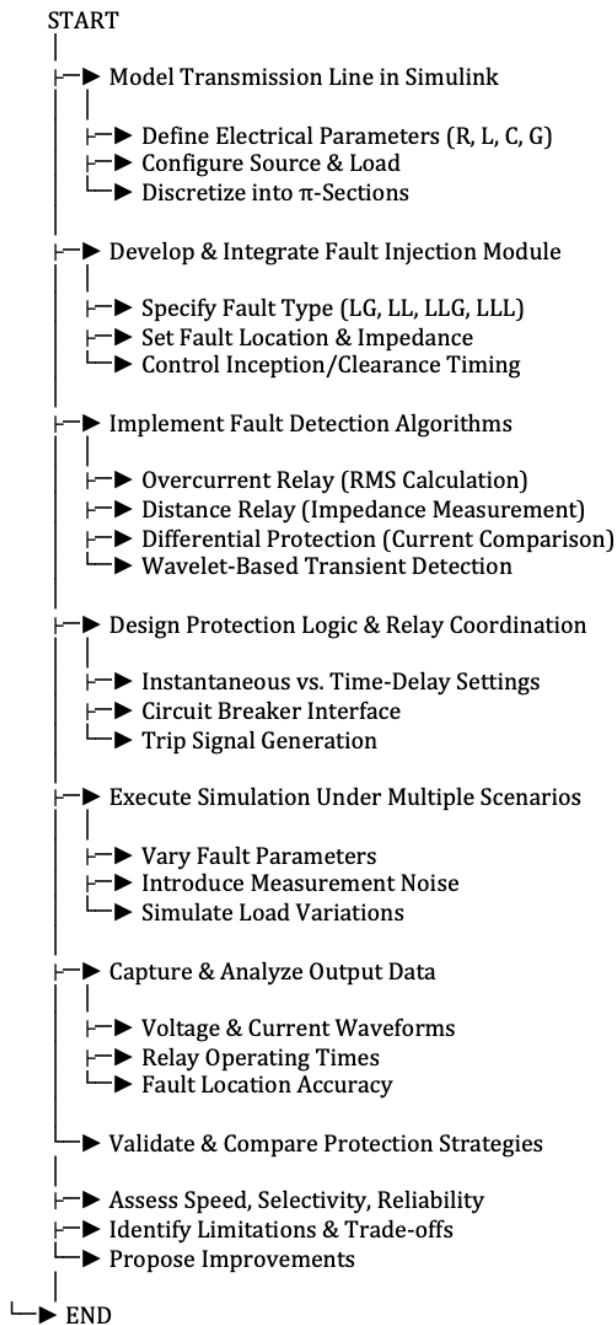 START
Model Transmission Line in Simulink
Define Electrical Parameters (R, L, C, G)
Configure Source & Load
Discretize into π-Sections
Develop & Integrate Fault Injection Module
Specify Fault Type (LG, LL, LLG, LLL)
Set Fault Location & Impedance
Control Inception/Clearance Timing
Implement Fault Detection Algorithms
Overcurrent Relay (RMS Calculation)
Distance Relay (Impedance Measurement)
Differential Protection (Current Comparison)
Wavelet-Based Transient Detection
Design Protection Logic & Relay Coordination
Instantaneous vs. Time-Delay Settings
Circuit Breaker Interface
Trip Signal Generation
Execute Simulation Under Multiple Scenarios
Vary Fault Parameters
Introduce Measurement Noise
Simulate Load Variations
Capture & Analyze Output Data
Voltage & Current Waveforms
Relay Operating Times
Fault Location Accuracy
Validate & Compare Protection Strategies
Assess Speed, Selectivity, Reliability
Identify Limitations & Trade-offs
Propose Improvements
END